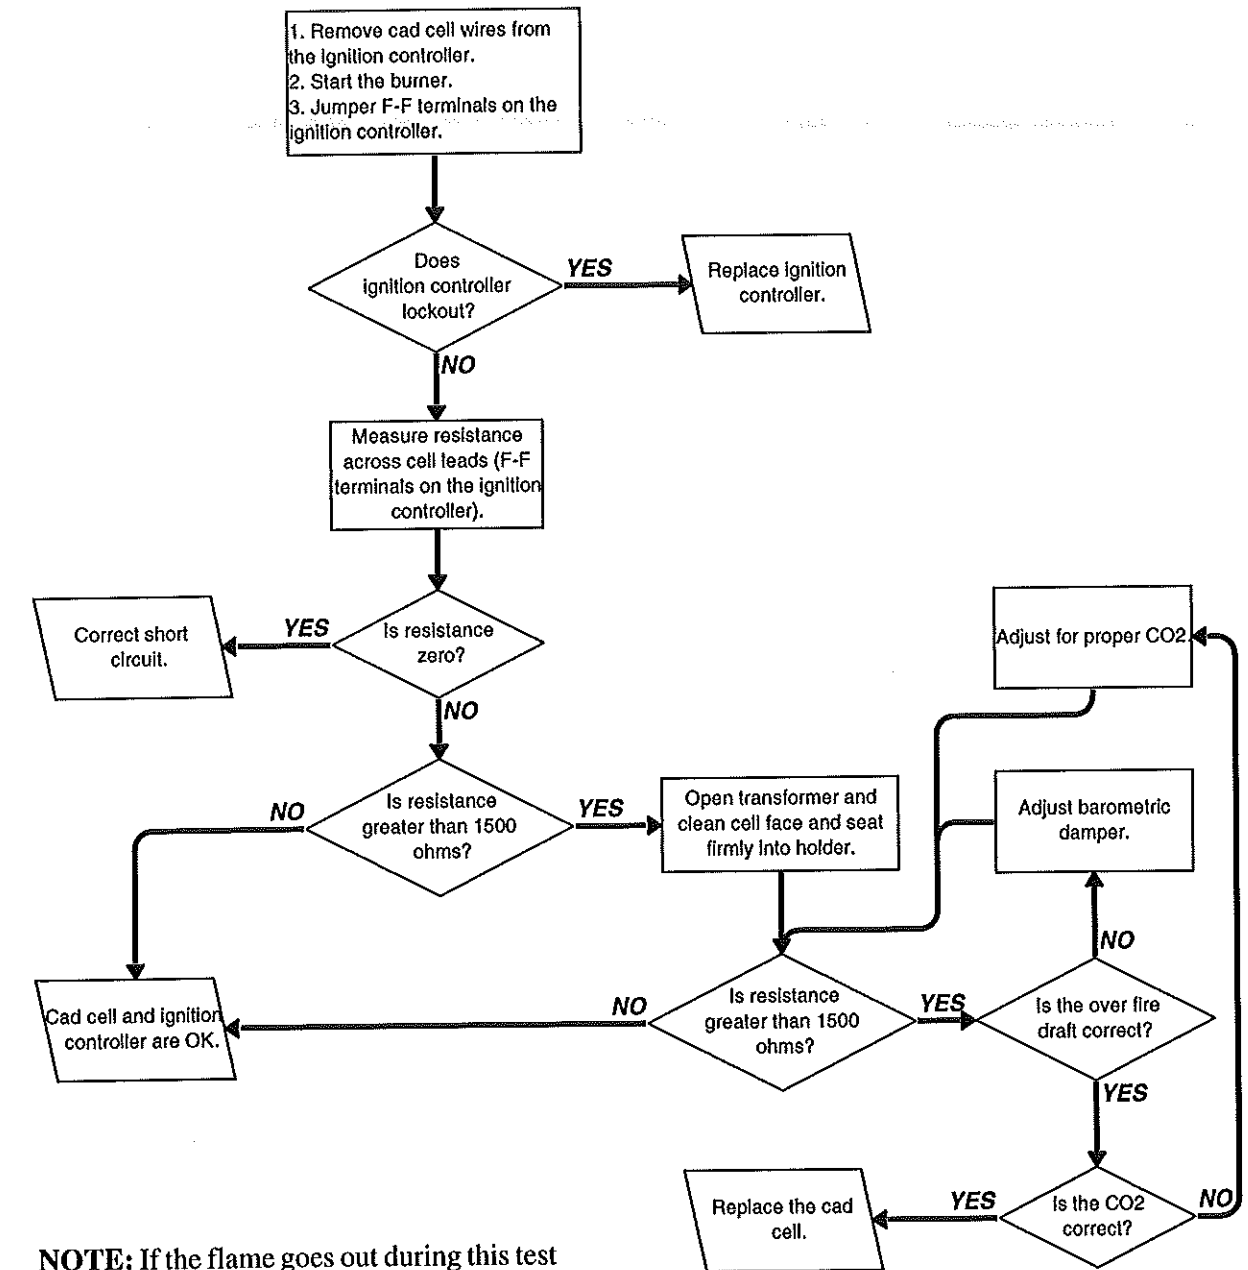 1. Remove cad cell wires from
the ignition controller.
2. Start the burner.
3. Jumper F-F terminals on the
ignition controller.
Does
ignition controller
lockout?
YES
Replace ignition
controller.
NO
Measure resistance
across cell leads (F-F
terminals on the ignition
controller).
Is resistance
zero?
YES
Correct short
circuit.
NO
Is resistance
greater than 1500
ohms?
NO
YES
Open transformer and
clean cell face and seat
firmly into holder.
Adjust for proper CO2.
Adjust barometric
damper.
NO
Cad cell and ignition
controller are OK.
NO
Is resistance
greater than 1500
ohms?
YES
Is the over fire
draft correct?
YES
Replace the cad
cell.
YES
Is the CO2
correct?
NO
NOTE: If the flame goes out during this test